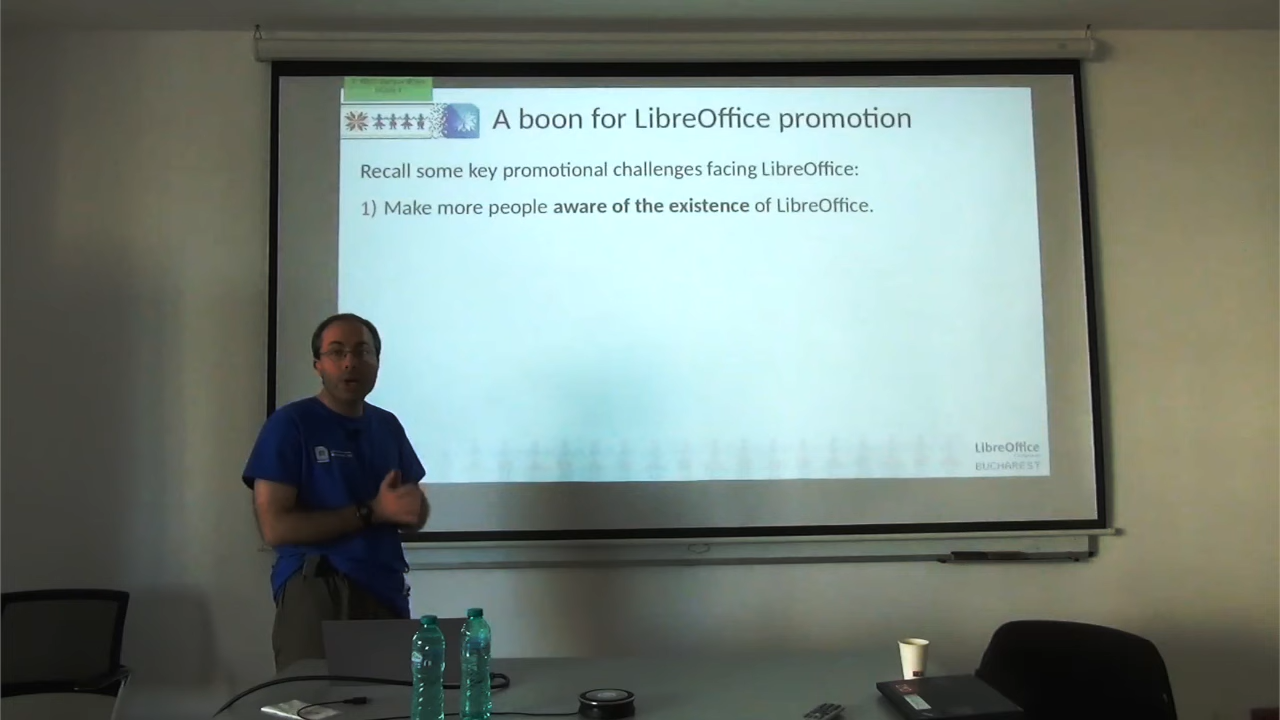 A boon for LibreOffice promotion
Recall some key promotional challenges facing LibreOffice:
1) Make more people aware of the existence of LibreOffice.
LibreOffice
BUCHAREST